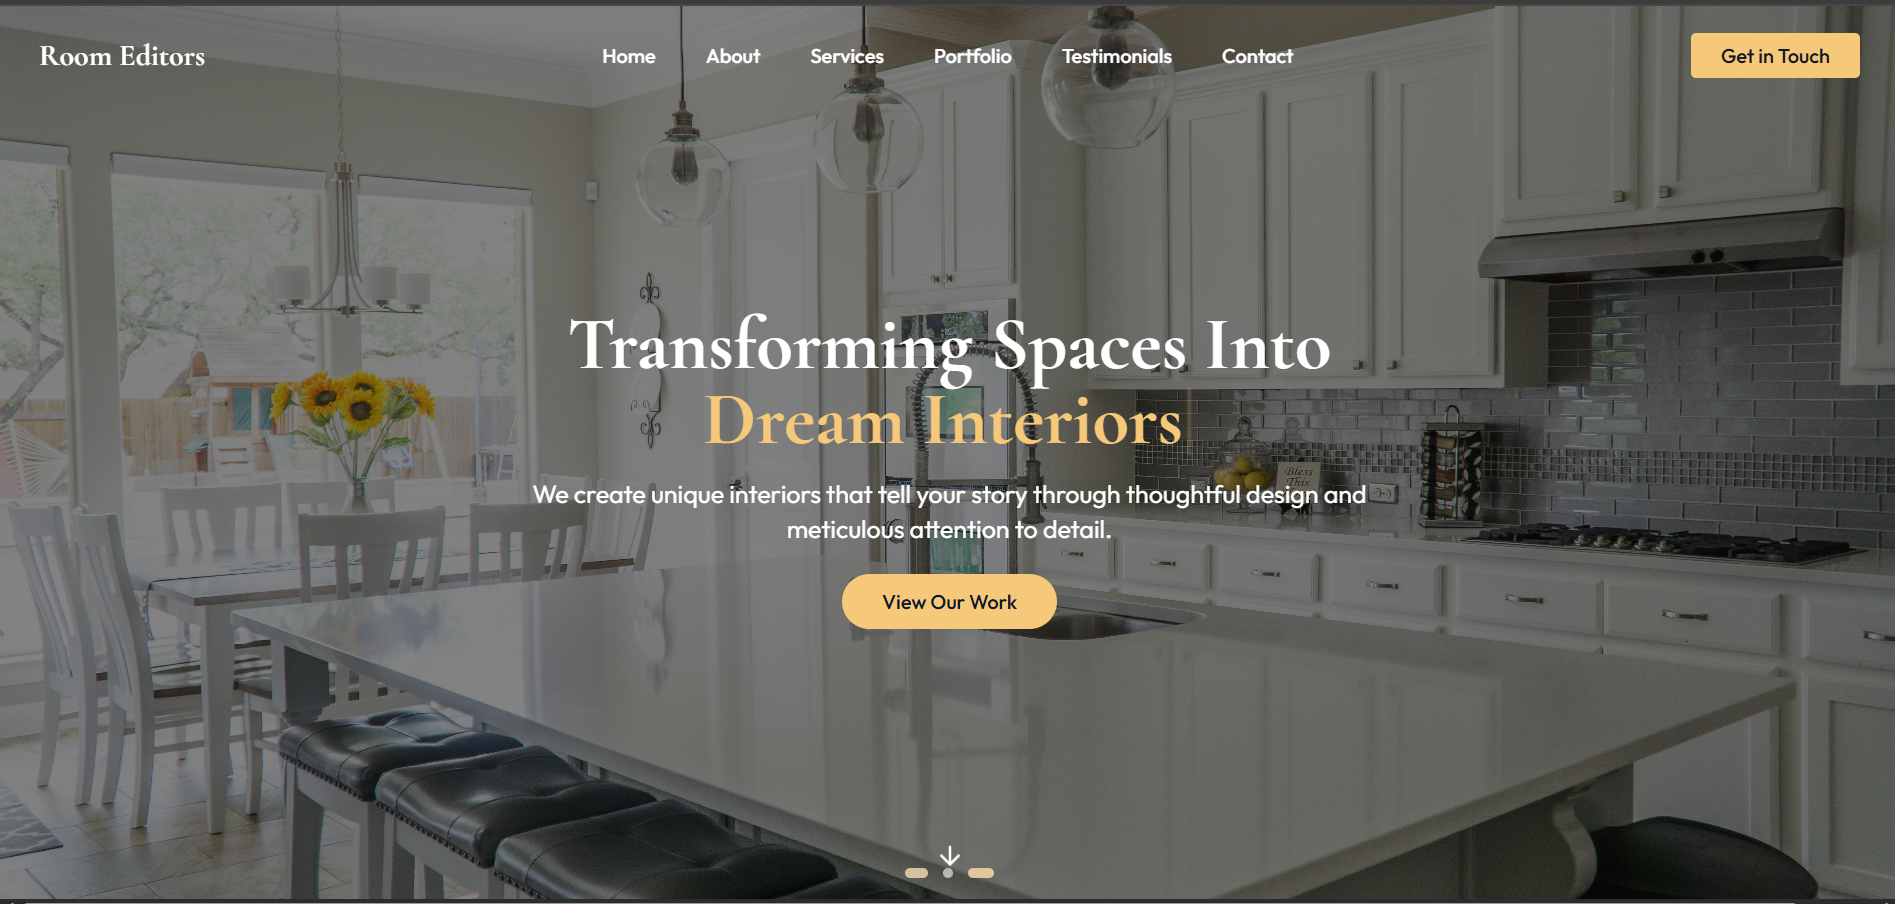 Room Editors
Home
About
Services
Portfolio
Testimonials
Contact
Get in Touch
Transforming Spaces Into
Dream Interiors
We create unique interiors that tell your story through thoughtful design and
meticulous attention to detail.
View Our Work
Bless
This